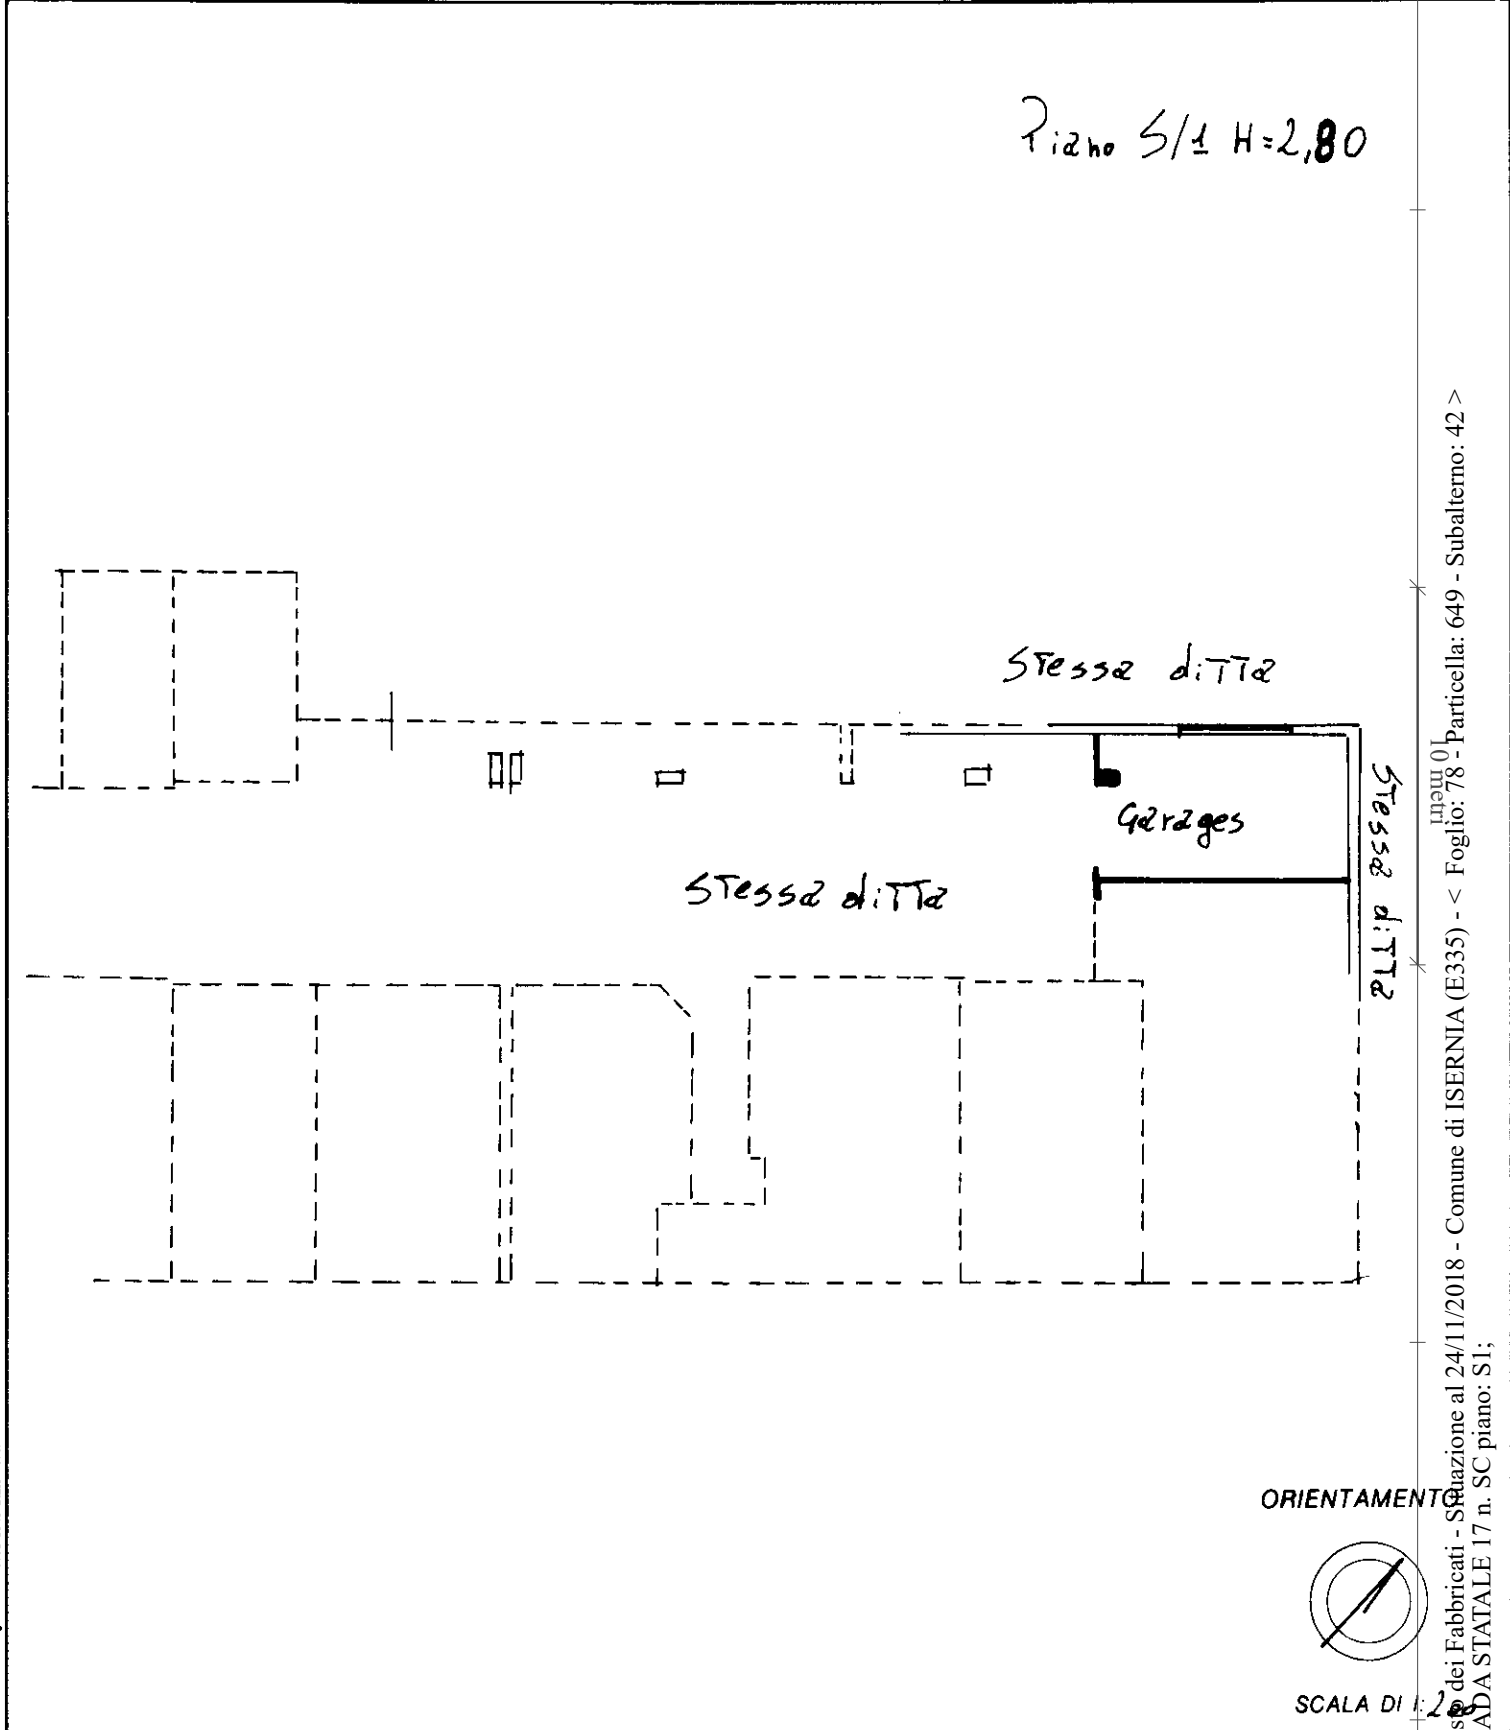 Piano S/1 H=2,80
Stessa ditta
Garages
Stessa ditta
Stessa ditta
10 metri
ORIENTAMENTO
SCALA DI 1:200
dei Fabbricati - Situazione al 24/11/2018 - Comune di ISERNIA (E335) - < Foglio: 78 - Particella: 649 - Subalterno: 42 >
ADA STATALE 17 n. SC piano: S1;